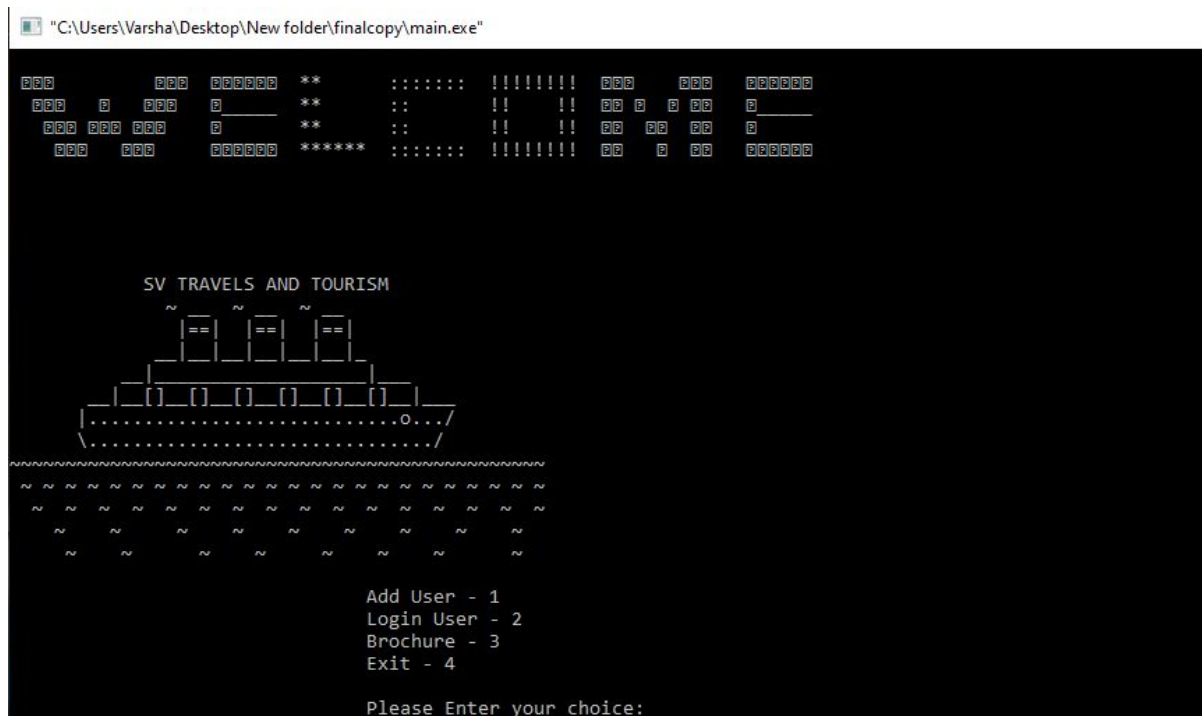 "C:\Users\Varsha\Desktop\New folder\finalcopy\main.exe"
WELCOME
SV TRAVELS AND TOURISM
Add User - 1
Login User - 2
Brochure - 3
Exit - 4
Please Enter your choice: